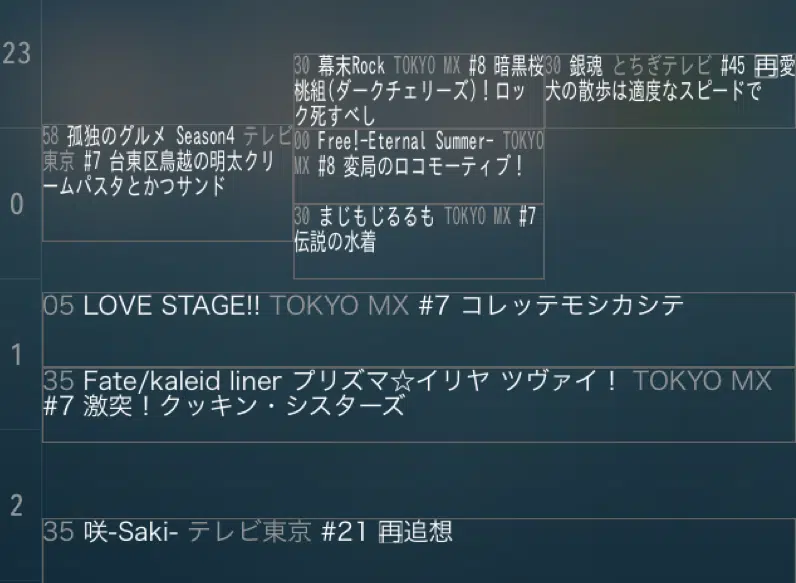 23
30 幕末Rock TOKYO MX #8 暗黒桜
桃組(ダークチェリーズ)！ロッ
ク死すべし
30 銀魂 とちぎテレビ #45 再愛
犬の散歩は適度なスピードで
58 孤独のグルメ Season4 テレビ
東京 #7 台東区鳥越の明太クリ
ームパスタとかつサンド
00 Free!-Eternal Summer- TOKYO
MX #8 変局のロコモーティブ！
0
30 まじもじるるも TOKYO MX #7
伝説の水着
05 LOVE STAGE!! TOKYO MX #7 コレッテモシカシテ
1
35 Fate/kaleid liner プリズマ☆イリヤ ツヴァイ！ TOKYO MX
#7 激突！クッキン・シスターズ
2
35 咲-Saki- テレビ東京 #21 再追想